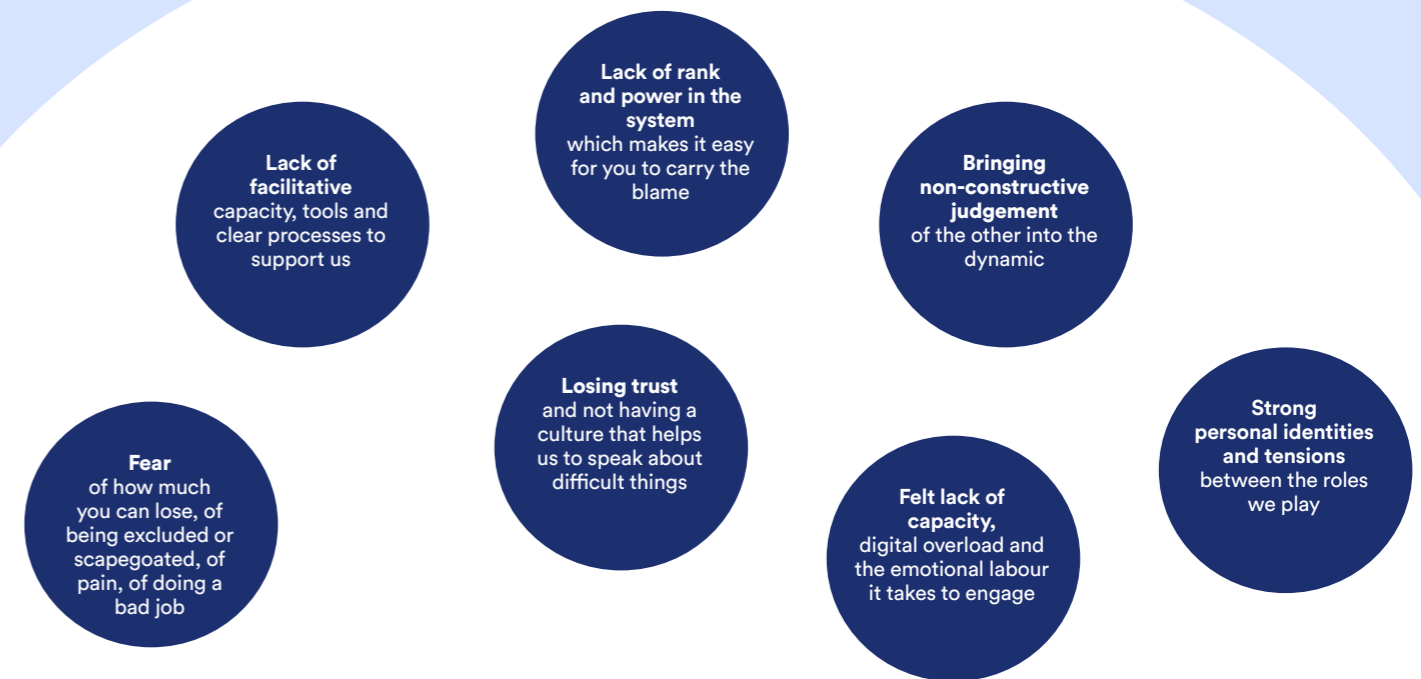 Lack of rank
and power in the
system
which makes it easy
for you to carry the
blame
Lack of
facilitative
capacity, tools and
clear processes to
support us
Bringing
non-constructive
judgement
of the other into the
dynamic
Losing trust
and not having a
culture that helps
us to speak about
difficult things
Strong
personal identities
and tensions
between the roles
we play
Fear
of how much
you can lose, of
being excluded or
scapegoated, of
pain, of doing a
bad job
Felt lack of
capacity,
digital overload and
the emotional labour
it takes to engage